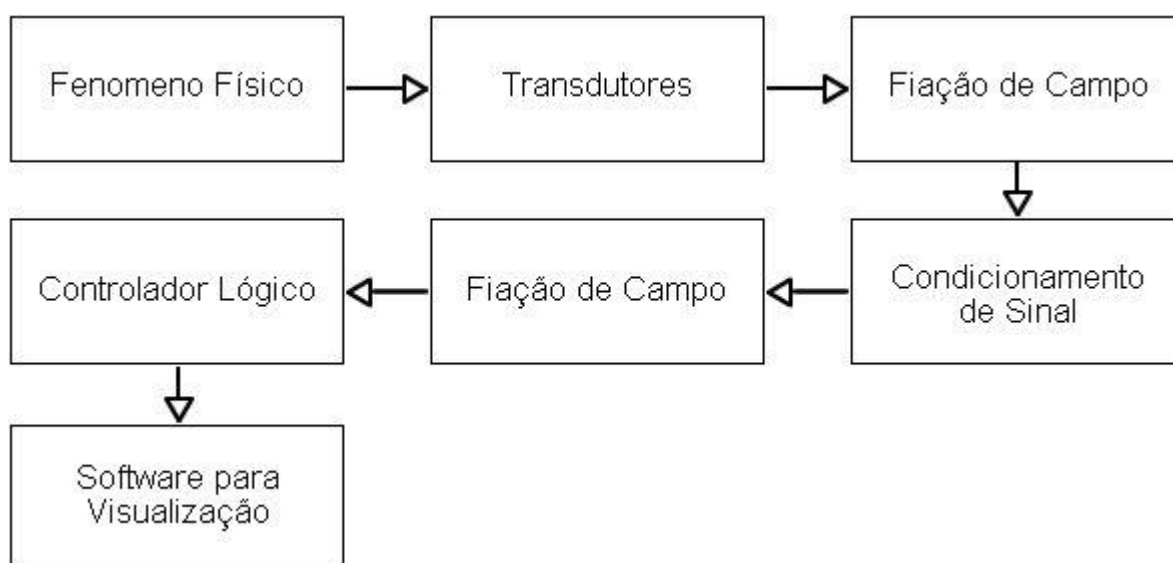 Fenomeno Físico
Transdutores
Fiação de Campo
Condicionamento
de Sinal
Fiação de Campo
Controlador Lógico
Software para
Visualização